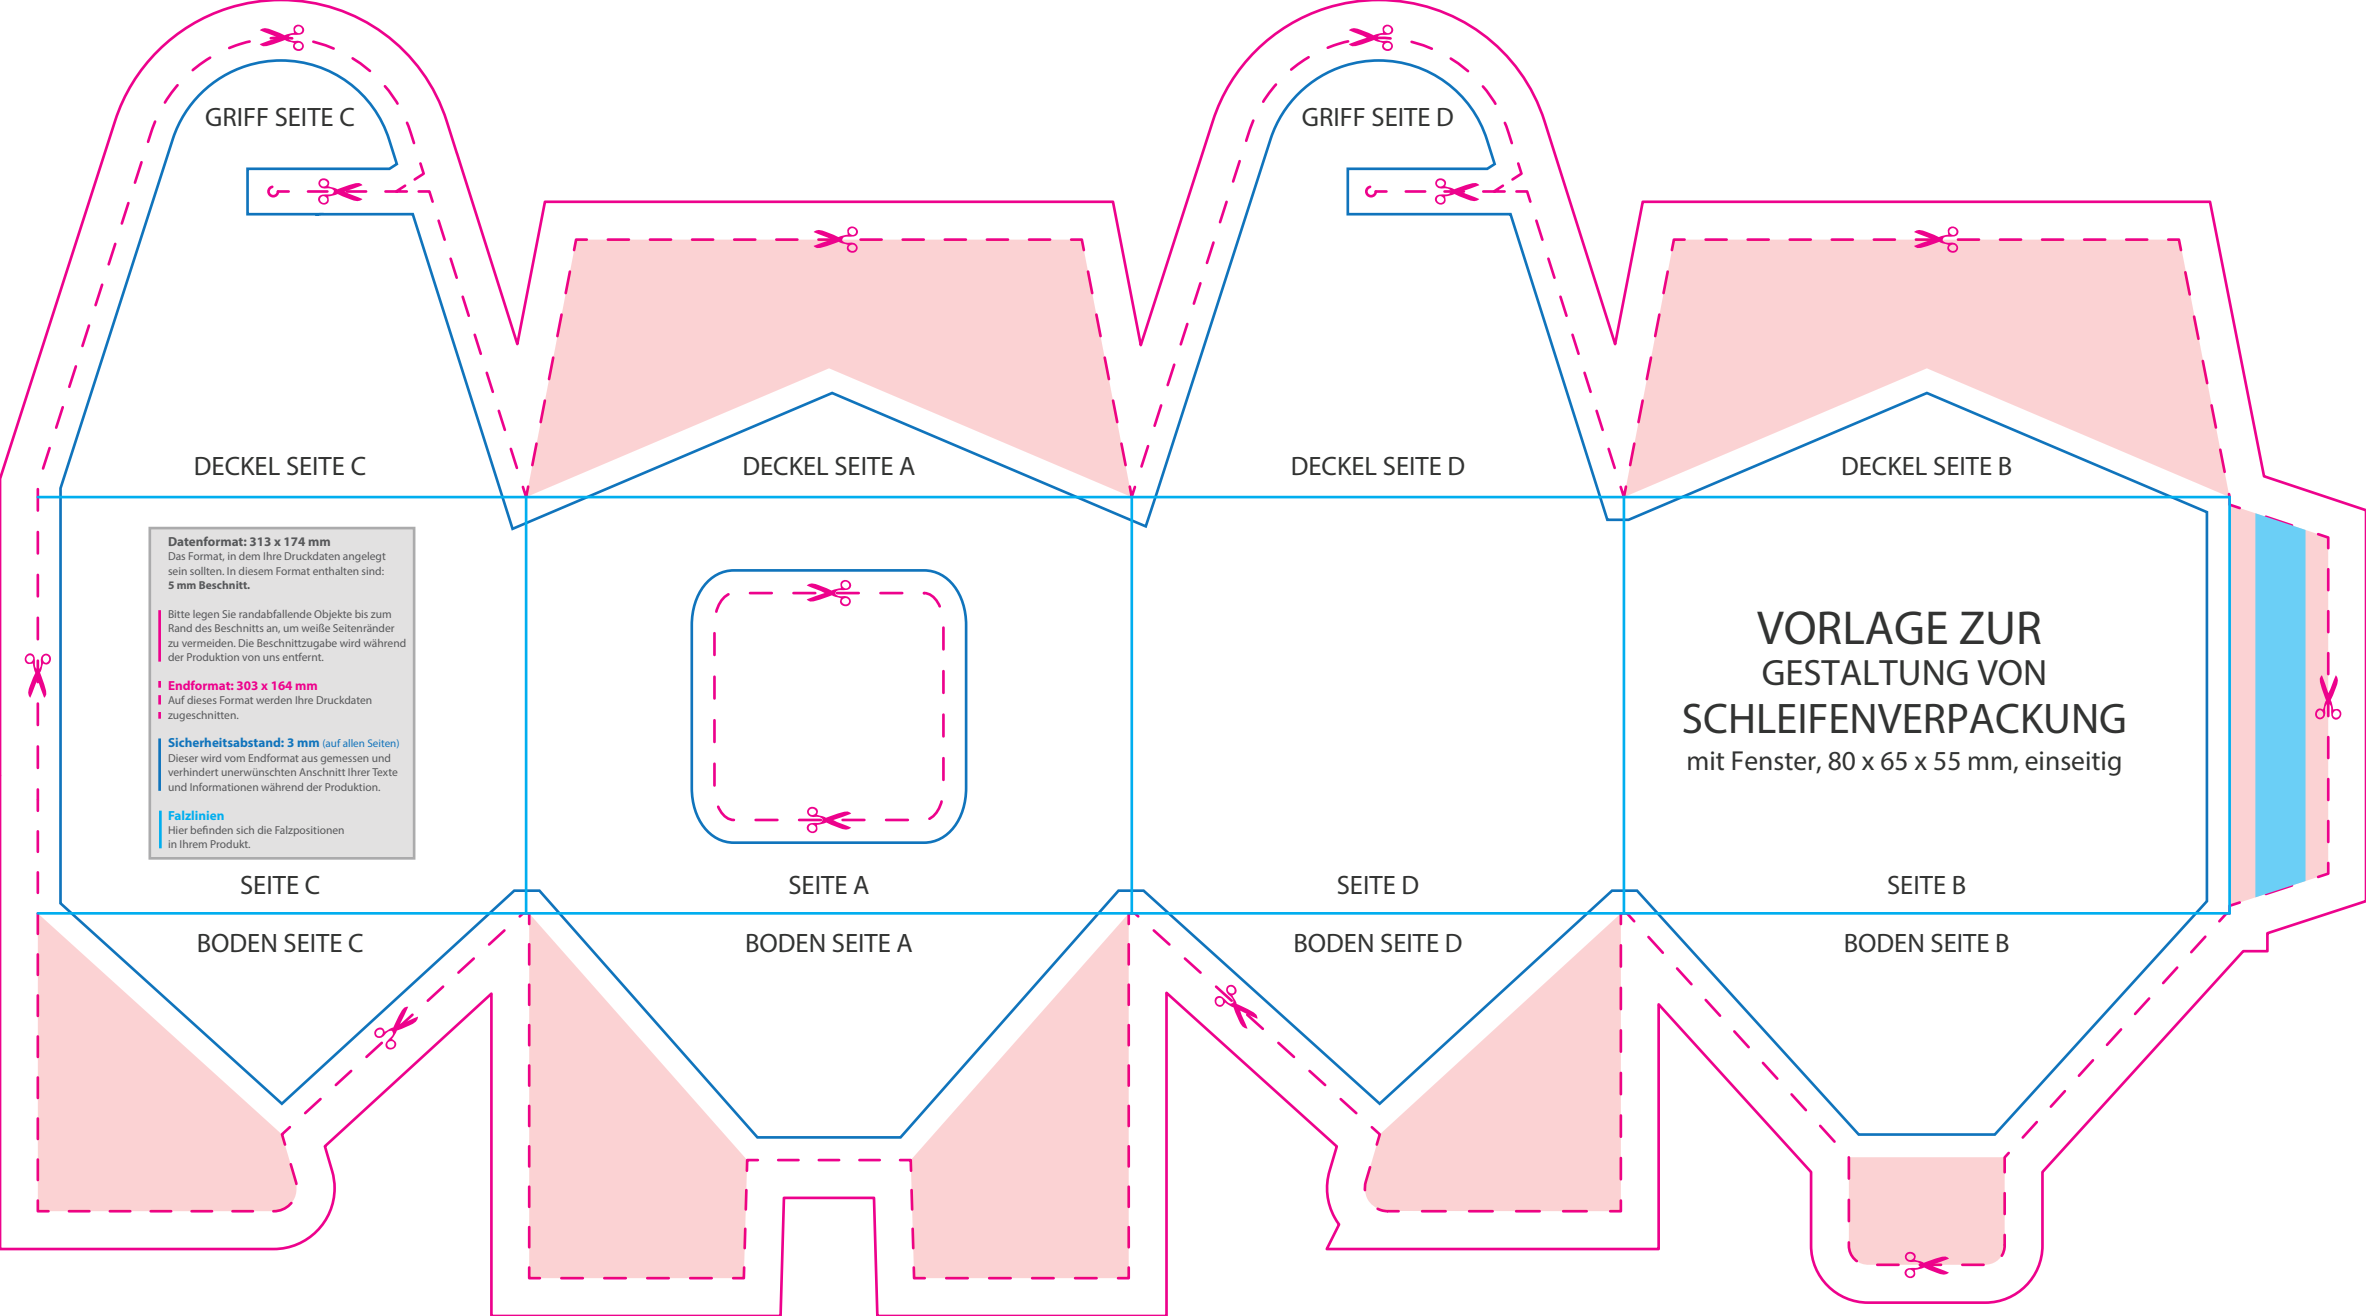 GRIFF SEITE C
GRIFF SEITE D
DECKEL SEITE C
DECKEL SEITE A
DECKEL SEITE D
DECKEL SEITE B
Datenformat: 313 x 174 mm
Das Format, in dem Ihre Druckdaten angelegt
sein sollten. In diesem Format enthalten sind:
5 mm Beschnitt.
Bitte legen Sie randabfallende Objekte bis zum
Rand des Beschnitts an, um weiße Seitenränder
zu vermeiden. Die Beschnittzugabe wird während
der Produktion von uns entfernt.
Endformat: 303 x 164 mm
Auf dieses Format werden Ihre Druckdaten
zugeschnitten.
Sicherheitsabstand: 3 mm (auf allen Seiten)
Dieser wird vom Endformat aus gemessen und
verhindert unerwünschten Anschnitt Ihrer Texte
und Informationen während der Produktion.
Falzlinien
Hier befinden sich die Falzpositionen
in Ihrem Produkt.
VORLAGE ZUR
GESTALTUNG VON
SCHLEIFENVERPACKUNG
mit Fenster, 80 x 65 x 55 mm, einseitig
SEITE C
SEITE A
SEITE D
SEITE B
BODEN SEITE C
BODEN SEITE A
BODEN SEITE D
BODEN SEITE B